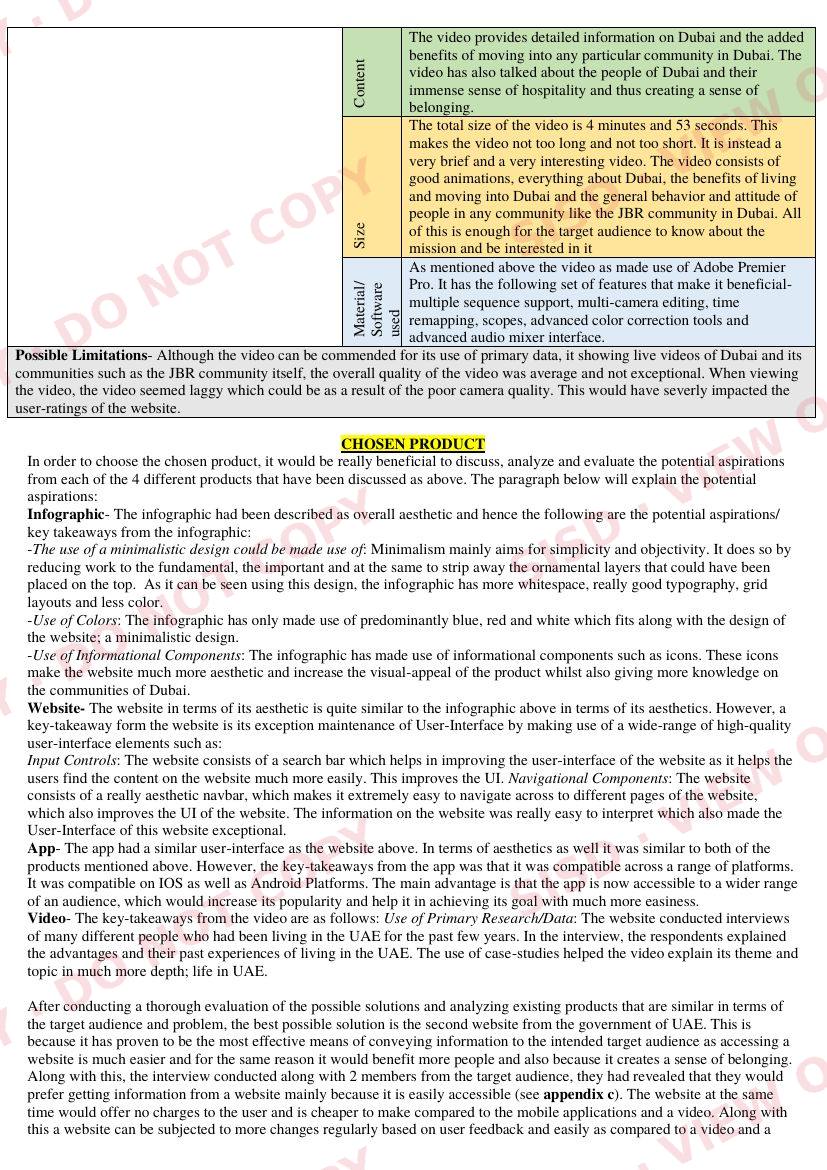 Content
The video provides detailed information on Dubai and the added
benefits of moving into any particular community in Dubai. The
video has also talked about the people of Dubai and their
immense sense of hospitality and thus creating a sense of
belonging.
Size
The total size of the video is 4 minutes and 53 seconds. This
makes the video not too long and not too short. It is instead a
very brief and a very interesting video. The video consists of
good animations, everything about Dubai, the benefits of living
and moving into Dubai and the general behavior and attitude of
people in any community like the JBR community in Dubai. All
of this is enough for the target audience to know about the
mission and be interested in it
Material/
Software
used
As mentioned above the video as made use of Adobe Premier
Pro. It has the following set of features that make it beneficial-
multiple sequence support, multi-camera editing, time
remapping, scopes, advanced color correction tools and
advanced audio mixer interface.
Possible Limitations- Although the video can be commended for its use of primary data, it showing live videos of Dubai and its
communities such as the JBR community itself, the overall quality of the video was average and not exceptional. When viewing
the video, the video seemed laggy which could be as a result of the poor camera quality. This would have severly impacted the
user-ratings of the website.
CHOSEN PRODUCT
In order to choose the chosen product, it would be really beneficial to discuss, analyze and evaluate the potential aspirations
from each of the 4 different products that have been discussed as above. The paragraph below will explain the potential
aspirations:
Infographic- The infographic had been described as overall aesthetic and hence the following are the potential aspirations/
key takeaways from the infographic:
-The use of a minimalistic design could be made use of: Minimalism mainly aims for simplicity and objectivity. It does so by
reducing work to the fundamental, the important and at the same to strip away the ornamental layers that could have been
placed on the top.  As it can be seen using this design, the infographic has more whitespace, really good typography, grid
layouts and less color.
-Use of Colors: The infographic has only made use of predominantly blue, red and white which fits along with the design of
the website; a minimalistic design.
-Use of Informational Components: The infographic has made use of informational components such as icons. These icons
make the website much more aesthetic and increase the visual-appeal of the product whilst also giving more knowledge on
the communities of Dubai.
Website- The website in terms of its aesthetic is quite similar to the infographic above in terms of its aesthetics. However, a
key-takeaway form the website is its exception maintenance of User-Interface by making use of a wide-range of high-quality
user-interface elements such as:
Input Controls: The website consists of a search bar which helps in improving the user-interface of the website as it helps the
users find the content on the website much more easily. This improves the UI. Navigational Components: The website
consists of a really aesthetic navbar, which makes it extremely easy to navigate across to different pages of the website,
which also improves the UI of the website. The information on the website was really easy to interpret which also made the
User-Interface of this website exceptional.
App- The app had a similar user-interface as the website above. In terms of aesthetics as well it was similar to both of the
products mentioned above. However, the key-takeaways from the app was that it was compatible across a range of platforms.
It was compatible on IOS as well as Android Platforms. The main advantage is that the app is now accessible to a wider range
of an audience, which would increase its popularity and help it in achieving its goal with much more easiness.
Video- The key-takeaways from the video are as follows: Use of Primary Research/Data: The website conducted interviews
of many different people who had been living in the UAE for the past few years. In the interview, the respondents explained
the advantages and their past experiences of living in the UAE. The use of case-studies helped the video explain its theme and
topic in much more depth; life in UAE.
After conducting a thorough evaluation of the possible solutions and analyzing existing products that are similar in terms of
the target audience and problem, the best possible solution is the second website from the government of UAE. This is
because it has proven to be the most effective means of conveying information to the intended target audience as accessing a
website is much easier and for the same reason it would benefit more people and also because it creates a sense of belonging.
Along with this, the interview conducted along with 2 members from the target audience, they had revealed that they would
prefer getting information from a website mainly because it is easily accessible (see appendix c). The website at the same
time would offer no charges to the user and is cheaper to make compared to the mobile applications and a video. Along with
this a website can be subjected to more changes regularly based on user feedback and easily as compared to a video and a
DO NOT COPY
SISD · VIEW O
DO NOT COPY
SISD · VIEW O
DO NOT COPY
SISD · VIEW O